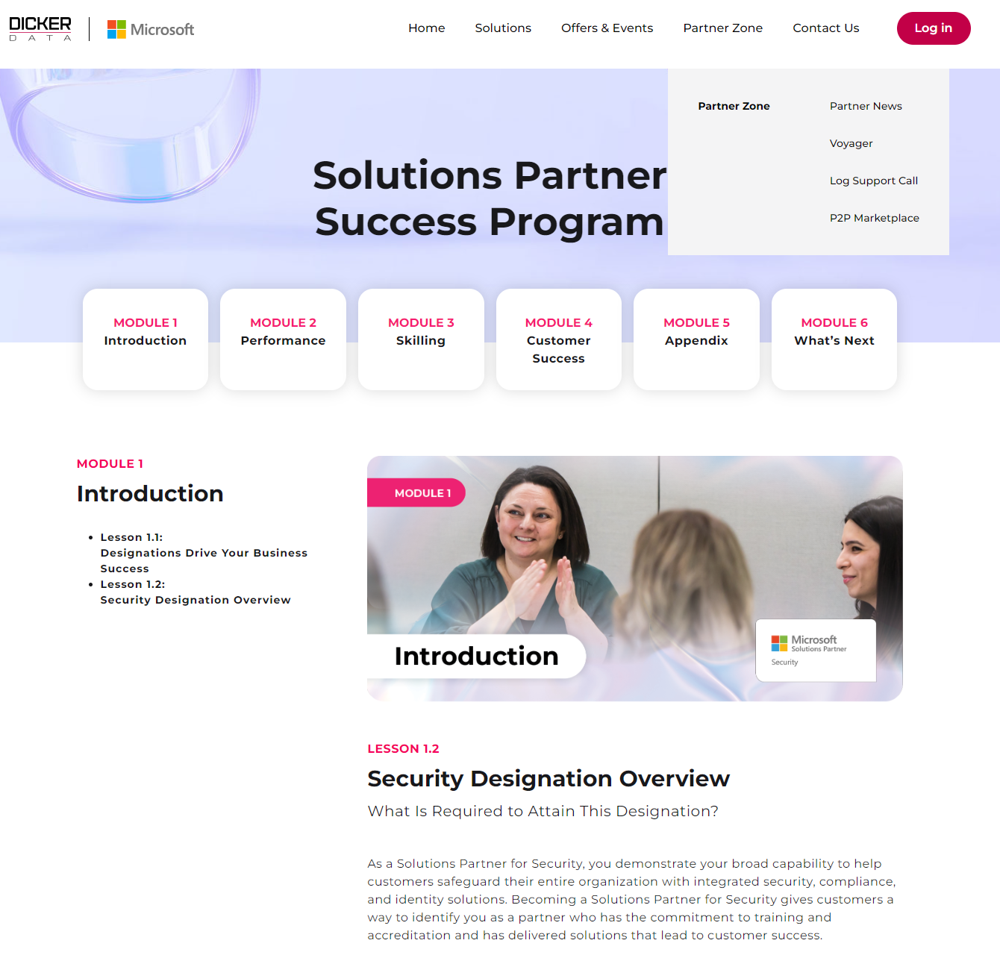 DICKER
DATA
Microsoft
Home
Solutions
Offers & Events
Partner Zone
Contact Us
Log in
Partner Zone
Partner News
Voyager
Log Support Call
P2P Marketplace
Solutions Partner
Success Program
MODULE 1
Introduction
MODULE 2
Performance
MODULE 3
Skilling
MODULE 4
Customer
Success
MODULE 5
Appendix
MODULE 6
What’s Next
MODULE 1
Introduction
Lesson 1.1:
Designations Drive Your Business
Success
Lesson 1.2:
Security Designation Overview
MODULE 1
Introduction
Microsoft
Solutions Partner
Security
LESSON 1.2
Security Designation Overview
What Is Required to Attain This Designation?
As a Solutions Partner for Security, you demonstrate your broad capability to help
customers safeguard their entire organization with integrated security, compliance,
and identity solutions. Becoming a Solutions Partner for Security gives customers a
way to identify you as a partner who has the commitment to training and
accreditation and has delivered solutions that lead to customer success.